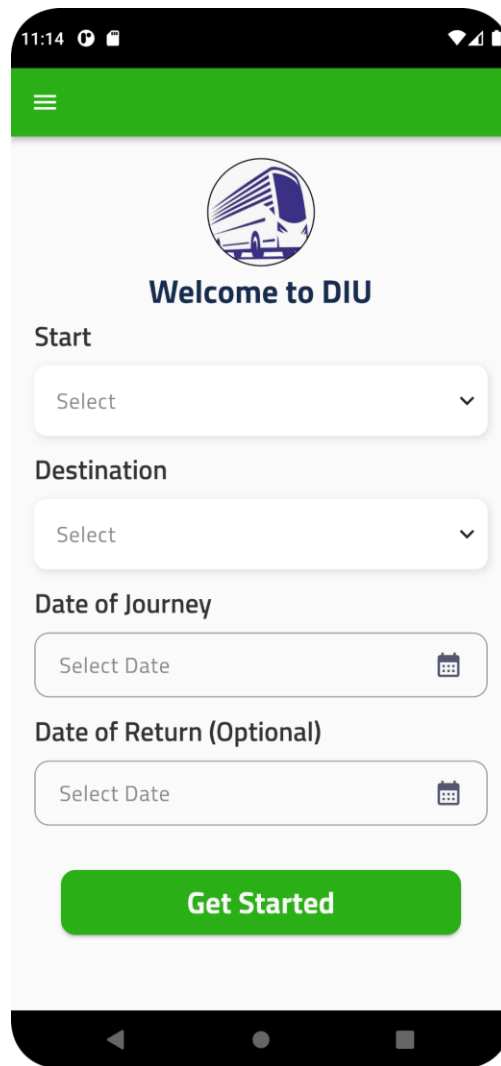 11:14
Welcome to DIU
Start
Select
Destination
Select
Date of Journey
Select Date
Date of Return (Optional)
Select Date
Get Started